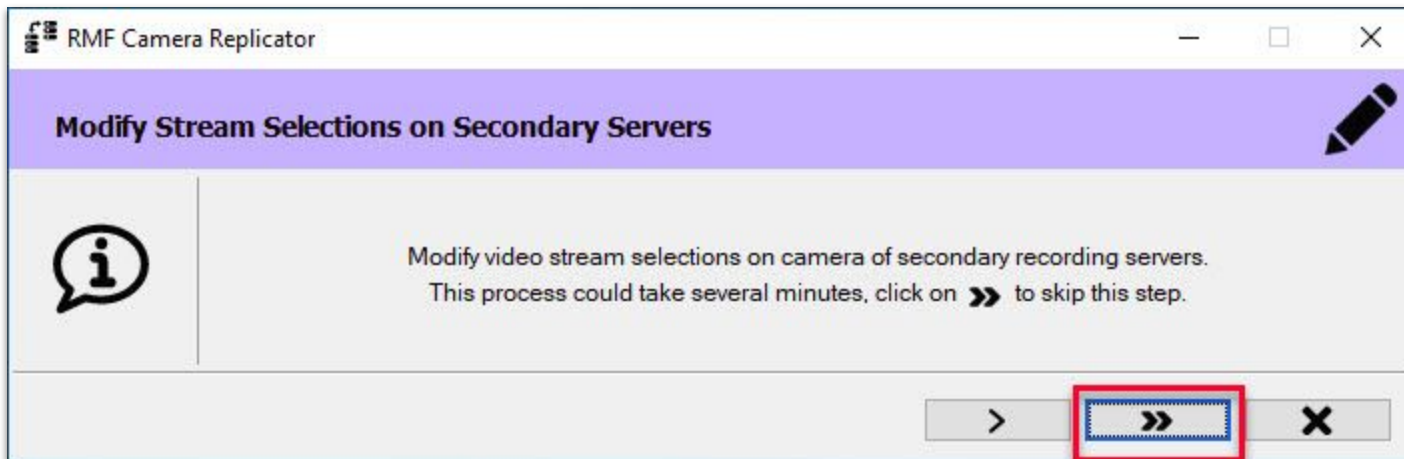 RMF Camera Replicator
Modify Stream Selections on Secondary Servers
Modify video stream selections on camera of secondary recording servers.
This process could take several minutes, click on » to skip this step.
> » X